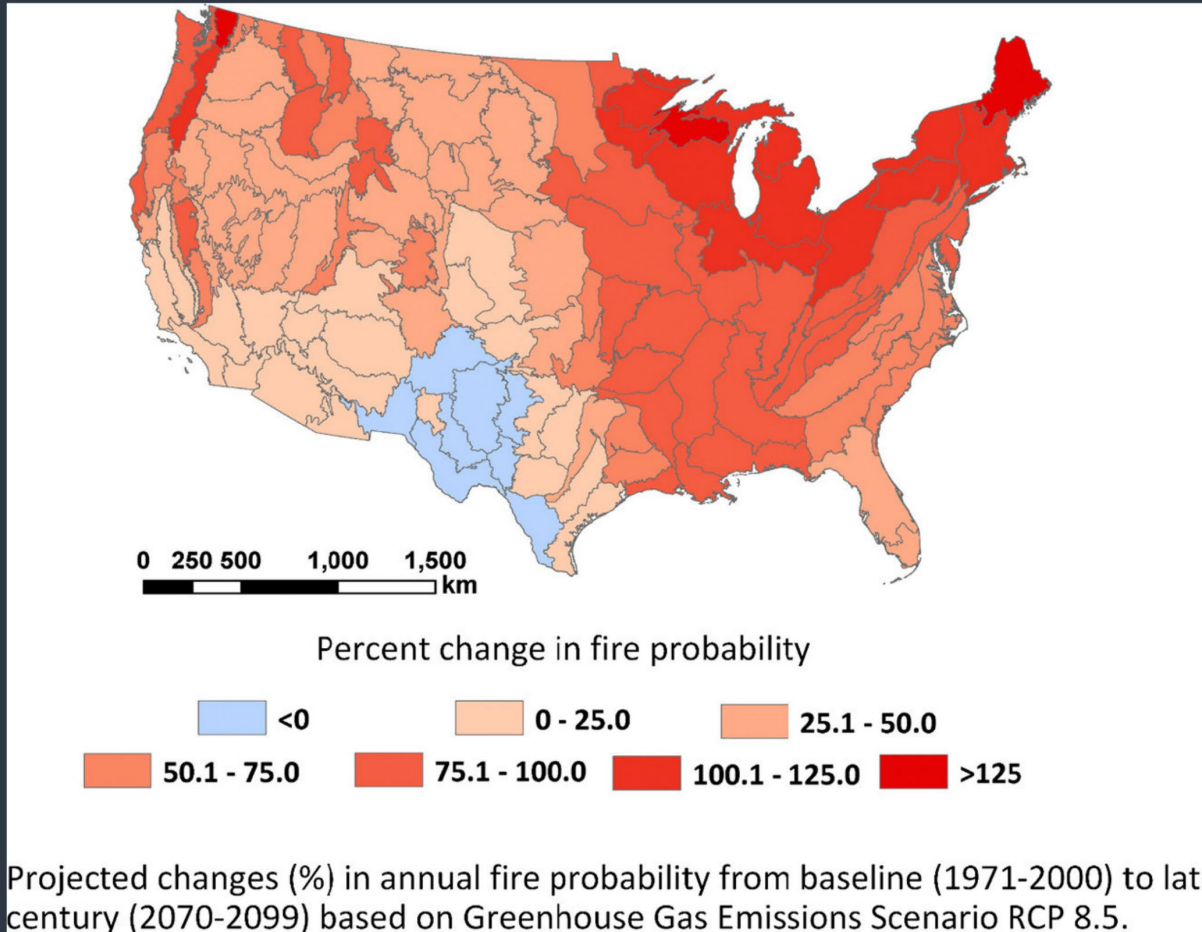 0 250 500 1,000 1,500
km
Percent change in fire probability
<0 0 - 25.0 25.1 - 50.0
50.1 - 75.0 75.1 - 100.0 100.1 - 125.0 >125
Projected changes (%) in annual fire probability from baseline (1971-2000) to lat
century (2070-2099) based on Greenhouse Gas Emissions Scenario RCP 8.5.